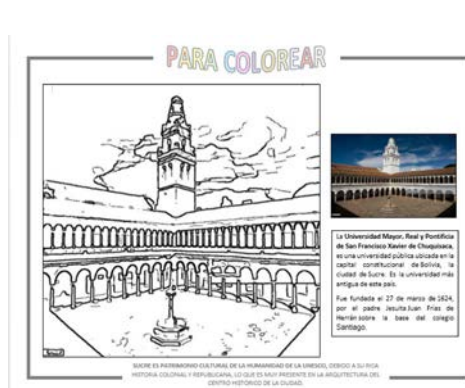 PARA COLOREAR
La Universidad Mayor, Real y Pontificia
de San Francisco Xavier de Chuquisaca,
es una universidad pública ubicada en la
capital constitucional de Bolivia, la
ciudad de Sucre. Es la universidad más
antigua de este país.
Fue fundada el 27 de marzo de 1624,
por el padre Jesuita Juan Frías de
Herrán sobre la base del colegio
Santiago.
SUCRE ES PATRIMONIO CULTURAL DE LA HUMANIDAD DE LA UNESCO, DEBIDO A SU RICA
HISTORIA COLONIAL Y REPUBLICANA, LO QUE ES MUY PRESENTE EN LA ARQUITECTURA DEL
CENTRO HISTÓRICO DE LA CIUDAD.